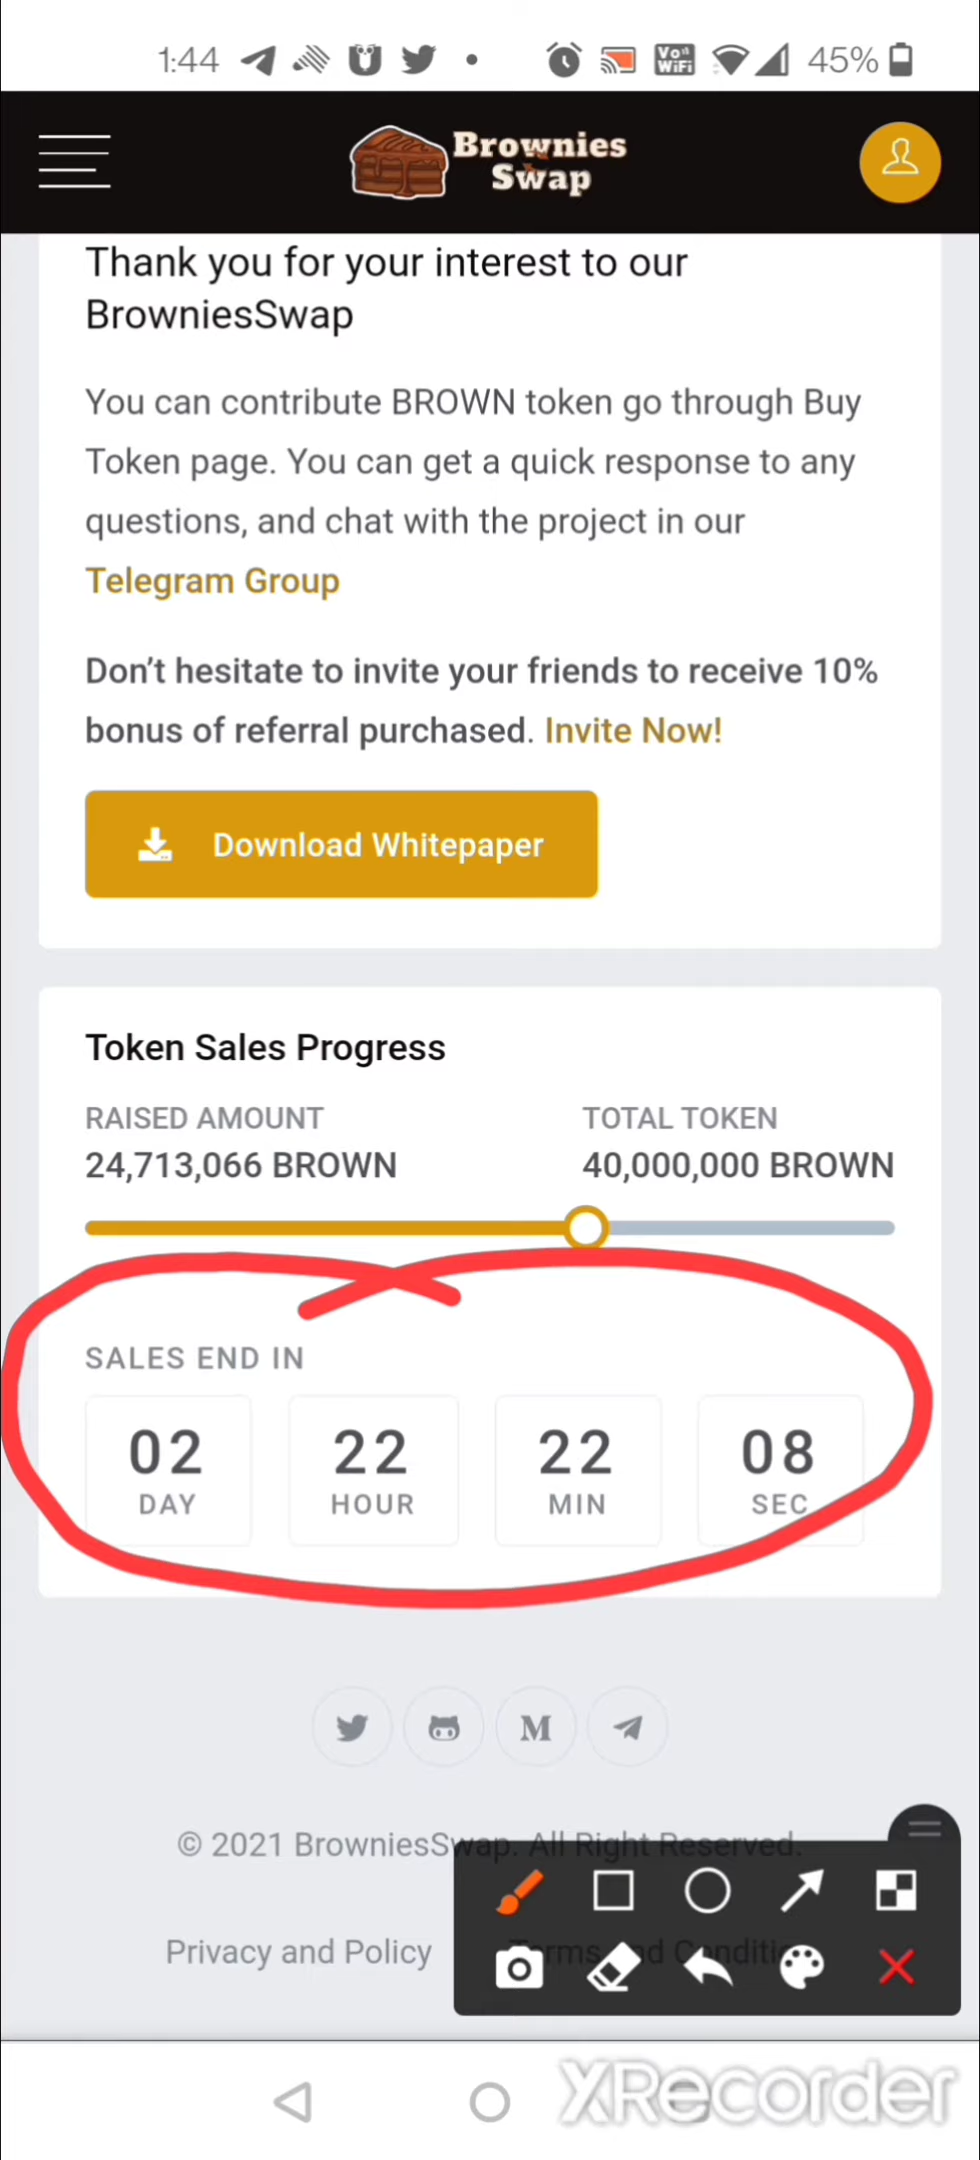 1:44
Vo
WiFi
45%
Brownies
Swap
Thank you for your interest to our
BrowniesSwap
You can contribute BROWN token go through Buy
Token page. You can get a quick response to any
questions, and chat with the project in our
Telegram Group
Don't hesitate to invite your friends to receive 10%
bonus of referral purchased. Invite Now!
Download Whitepaper
Token Sales Progress
RAISED AMOUNT TOTAL TOKEN
24,713,066 BROWN 40,000,000 BROWN
SALES END IN
02 22 22 08
DAY HOUR MIN SEC
M
© 2021 BrowniesSwap. All Right Reserved.
Privacy and Policy Terms and
XRecorder